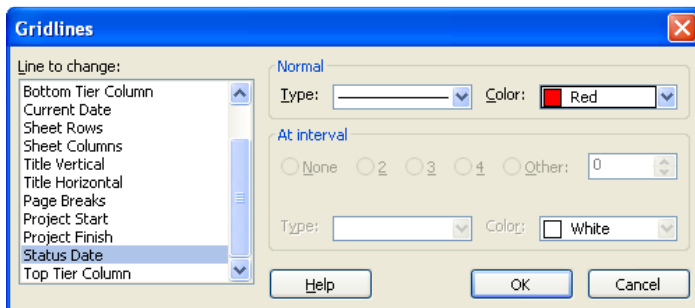 Gridlines
Line to change:
Bottom Tier Column
Current Date
Sheet Rows
Sheet Columns
Title Vertical
Title Horizontal
Page Breaks
Project Start
Project Finish
Status Date
Top Tier Column
Normal
Type: Color: Red
At interval
None 2 3 4 Other: 0
Type: Color: White
Help OK Cancel